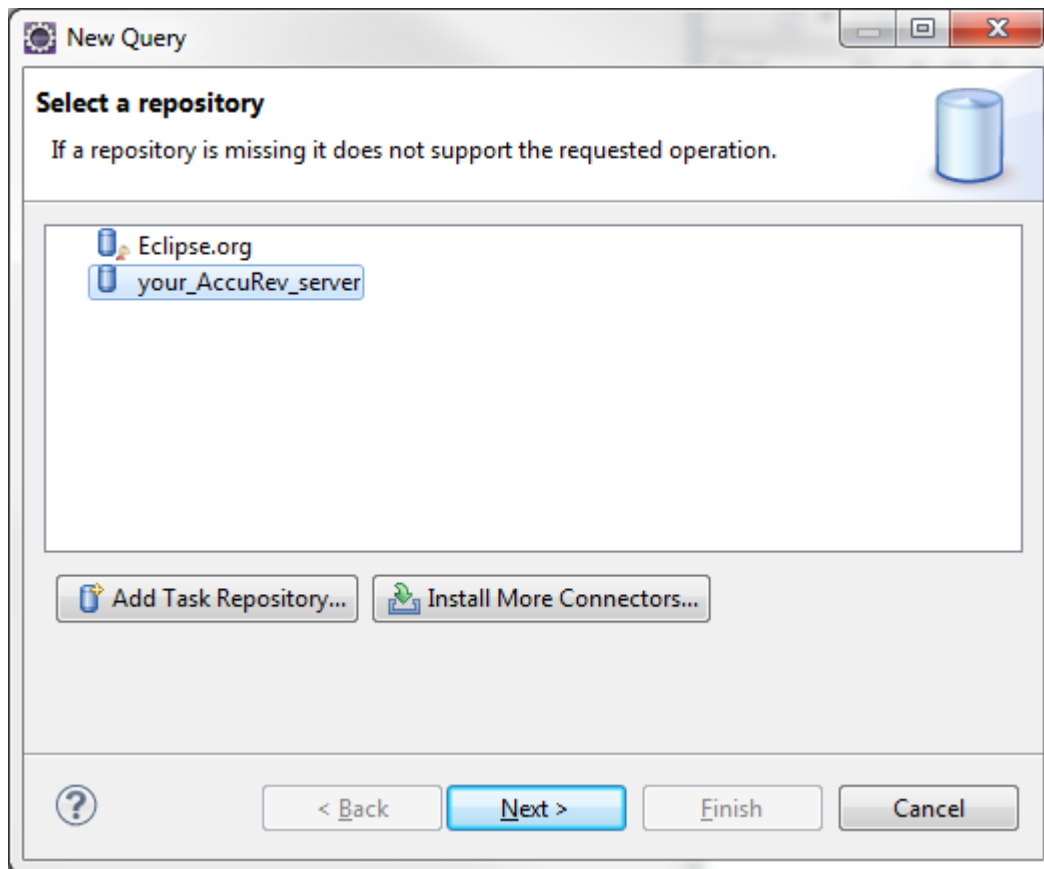 New Query
Select a repository
If a repository is missing it does not support the requested operation.
Eclipse.org
your_AccuRev_server
Add Task Repository... Install More Connectors...
? < Back Next > Finish Cancel